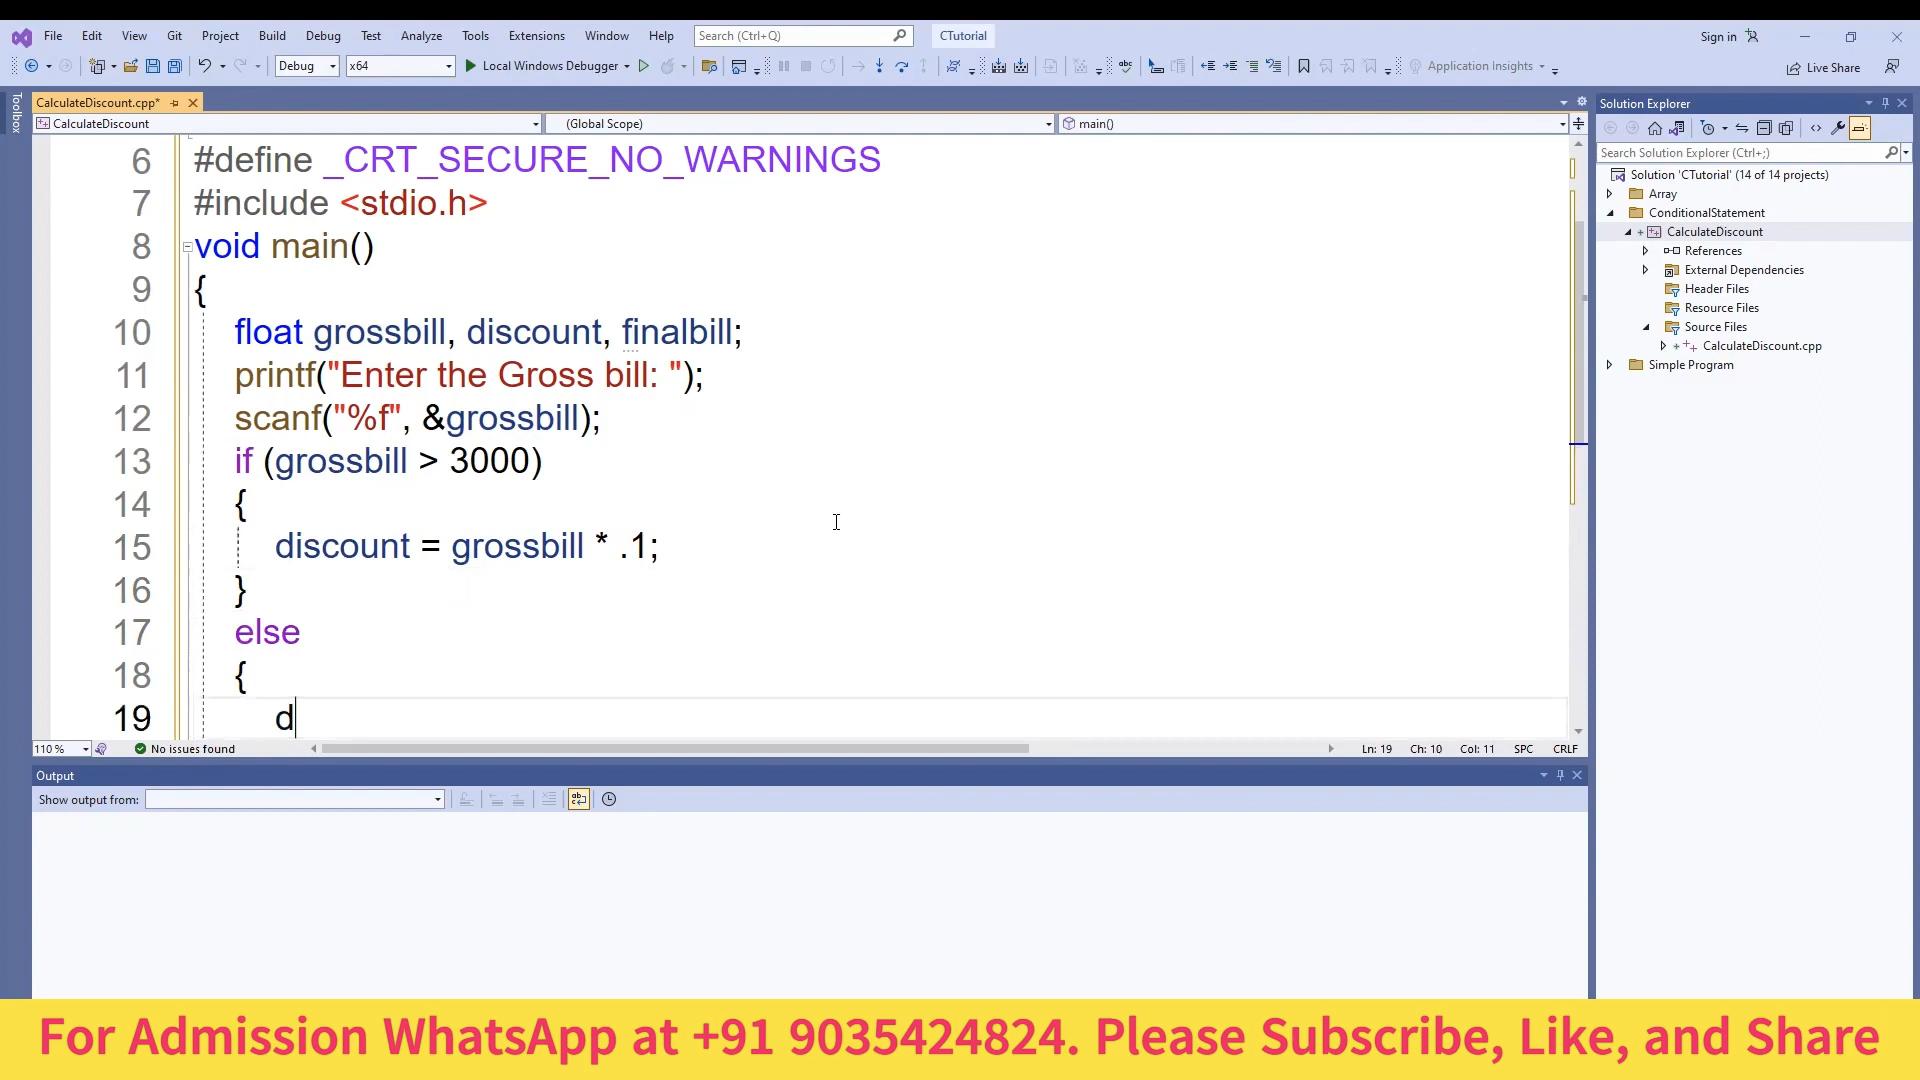 File Edit View Git Project Build Debug Test Analyze Tools Extensions Window Help Search (Ctrl+Q) CTutorial Sign in
Debug x64 Local Windows Debugger Application Insights Live Share
Toolbox
CalculateDiscount.cpp*
CalculateDiscount (Global Scope) main()
6 #define _CRT_SECURE_NO_WARNINGS
7 #include <stdio.h>
8 void main()
9 {
10 float grossbill, discount, finalbill;
11 printf("Enter the Gross bill: ");
12 scanf("%f", &grossbill);
13 if (grossbill > 3000)
14 {
15 discount = grossbill * .1;
16 }
17 else
18 {
19 d
110 % No issues found Ln: 19 Ch: 10 Col: 11 SPC CRLF
Output
Show output from:
Solution Explorer
Search Solution Explorer (Ctrl+;)
Solution 'CTutorial' (14 of 14 projects)
Array
ConditionalStatement
CalculateDiscount
References
External Dependencies
Header Files
Resource Files
Source Files
CalculateDiscount.cpp
Simple Program
For Admission WhatsApp at +91 9035424824. Please Subscribe, Like, and Share